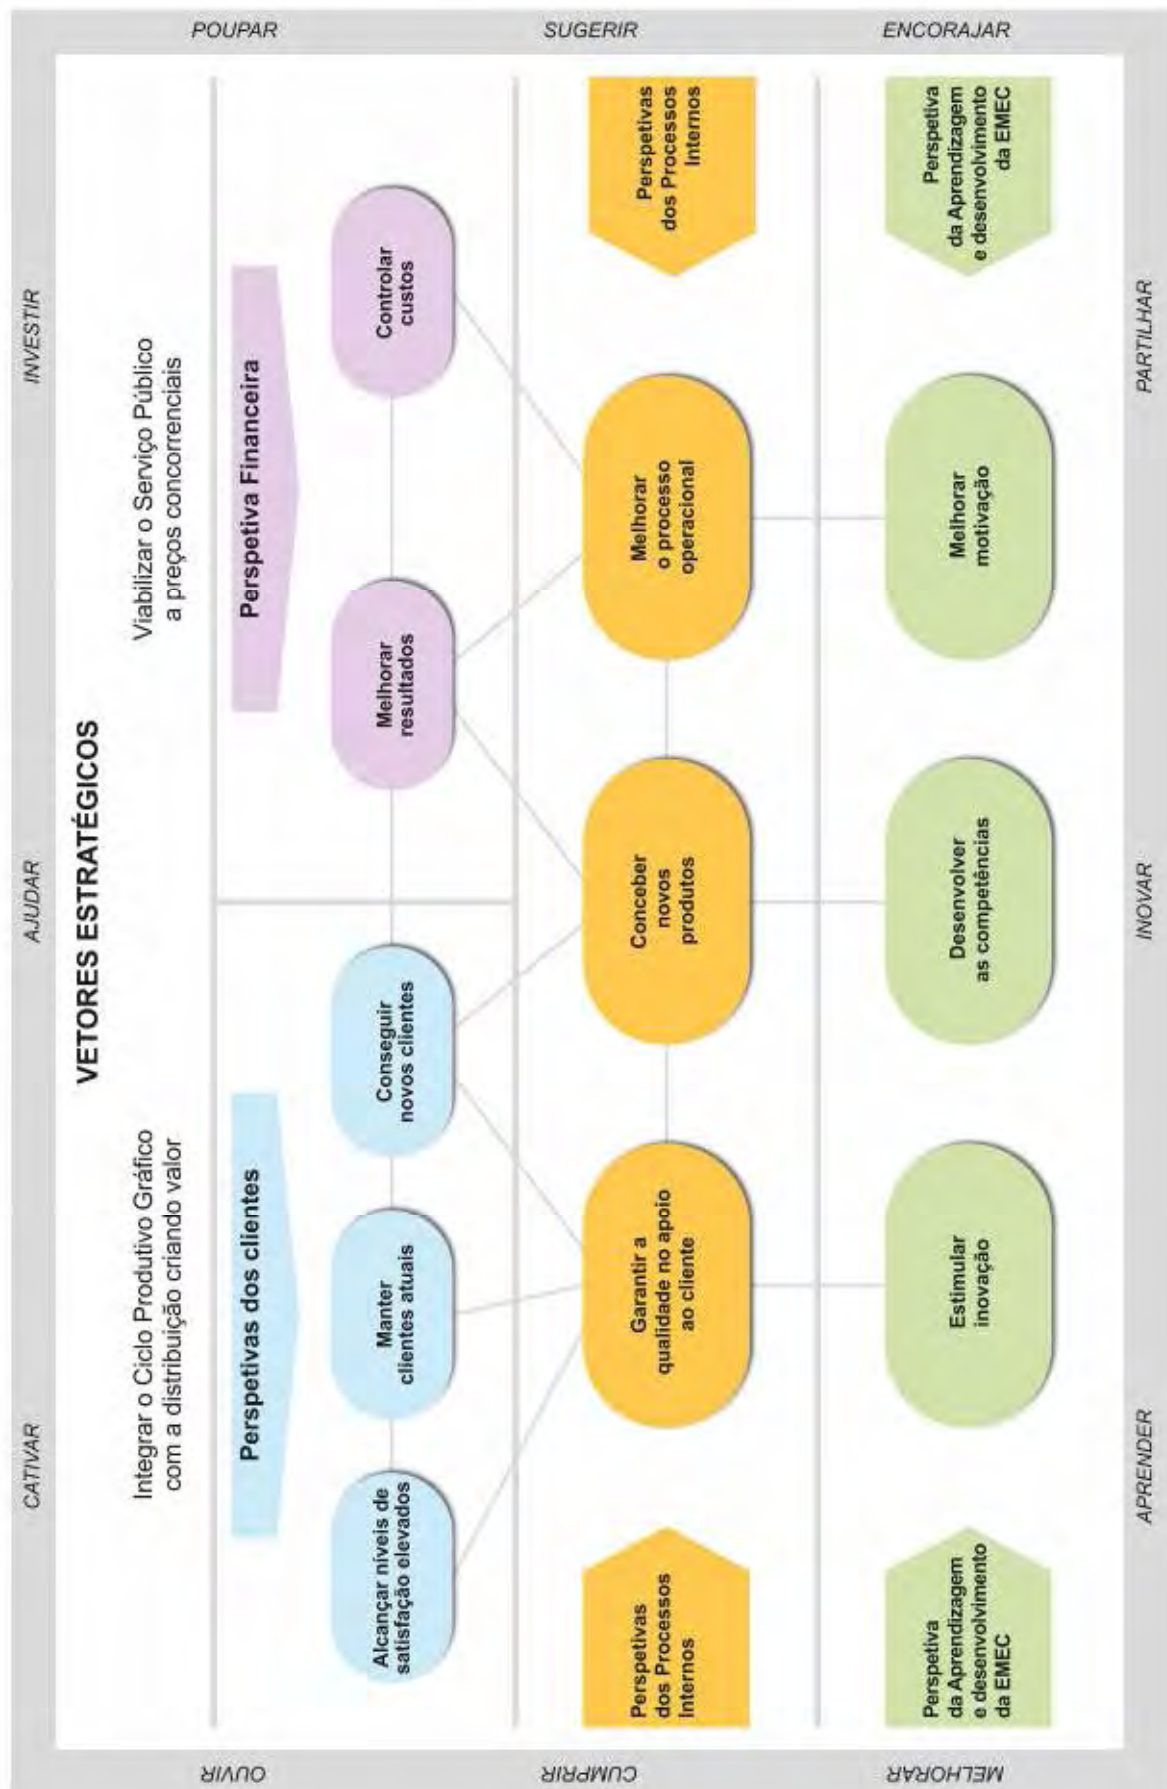 CATIVAR
AJUDAR
INVESTIR
VETORES ESTRATÉGICOS
Integrar o Ciclo Produtivo Gráfico
com a distribuição criando valor
Viabilizar o Serviço Público
a preços concorrenciais
OUVIR
POUPAR
Perspetivas dos clientes
Perspetiva Financeira
Alcançar níveis de
satisfação elevados
Manter
clientes atuais
Conseguir
novos clientes
Melhorar
resultados
Controlar
custos
CUMPRIR
SUGERIR
Perspetivas
dos Processos
Internos
Garantir a
qualidade no apoio
ao cliente
Conceber
novos
produtos
Melhorar
o processo
operacional
Perspetivas
dos Processos
Internos
MELHORAR
ENCORAJAR
Perspetiva
da Aprendizagem
e desenvolvimento
da EMEC
Estimular
inovação
Desenvolver
as competências
Melhorar
motivação
Perspetiva
da Aprendizagem
e desenvolvimento
da EMEC
APRENDER
INOVAR
PARTILHAR